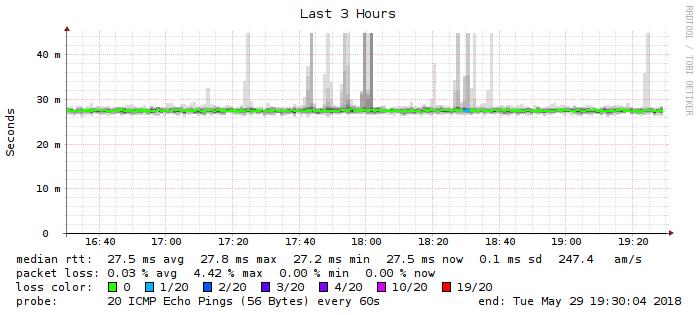 Last 3 Hours
RRDTOOL / TOBI OETIKER
Seconds
40 m
30 m
20 m
10 m
0
16:40 17:00 17:20 17:40 18:00 18:20 18:40 19:00 19:20
median rtt: 27.5 ms avg 27.8 ms max 27.2 ms min 27.5 ms now 0.1 ms sd 247.4 am/s
packet loss: 0.03 % avg 4.42 % max 0.00 % min 0.00 % now
loss color: 0 1/20 2/20 3/20 4/20 10/20 19/20
probe: 20 ICMP Echo Pings (56 Bytes) every 60s end: Tue May 29 19:30:04 2018